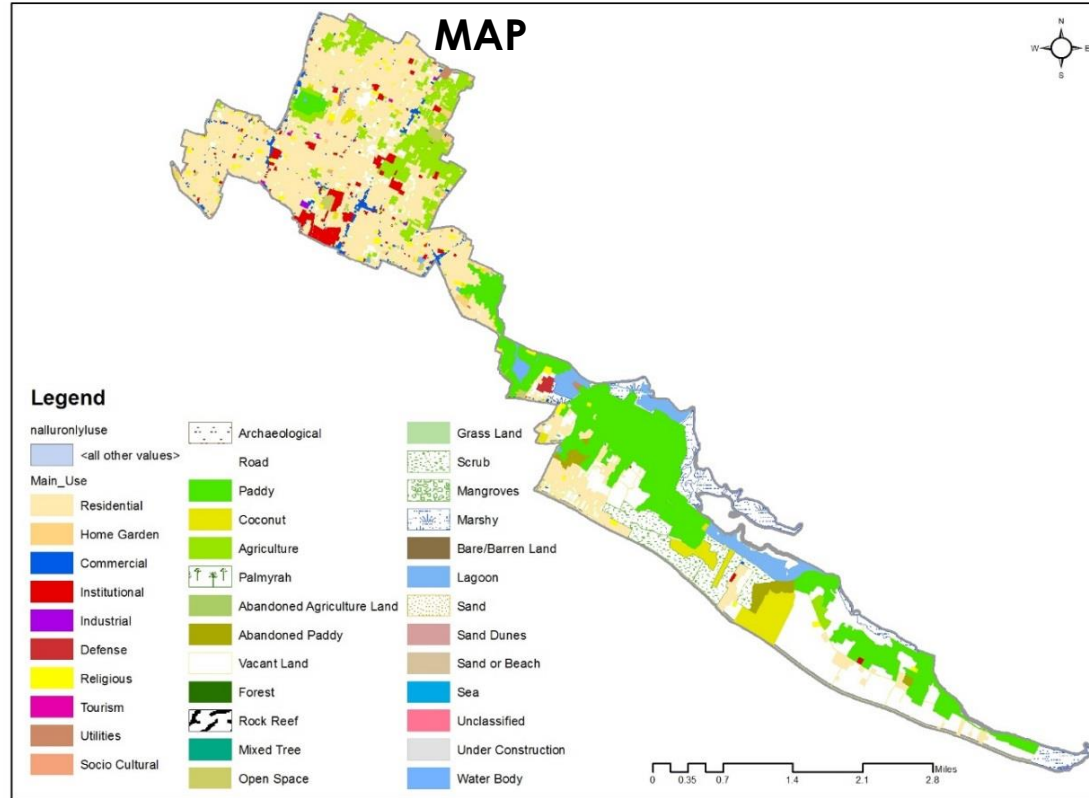 MAP
N
W E
S
Legend
nalluronlyluse
<all other values>
Main_Use
Residential
Home Garden
Commercial
Institutional
Industrial
Defense
Religious
Tourism
Utilities
Socio Cultural
Archaeological
Road
Paddy
Coconut
Agriculture
Palmyrah
Abandoned Agriculture Land
Abandoned Paddy
Vacant Land
Forest
Rock Reef
Mixed Tree
Open Space
Grass Land
Scrub
Mangroves
Marshy
Bare/Barren Land
Lagoon
Sand
Sand Dunes
Sand or Beach
Sea
Unclassified
Under Construction
Water Body
Miles
0 0.35 0.7 1.4 2.1 2.8